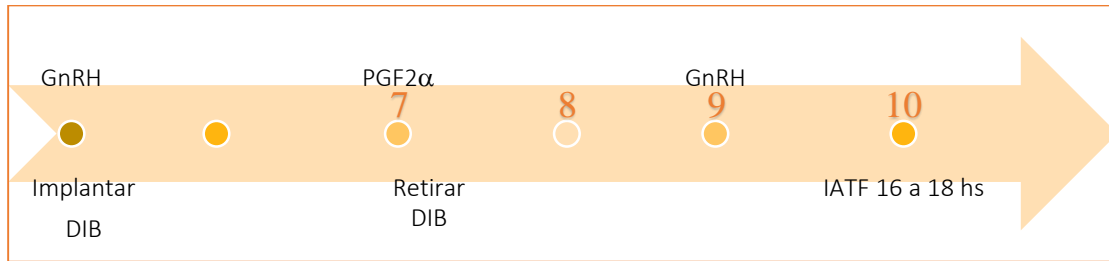 GnRH
PGF2α
GnRH
7
8
9
10
Implantar
DIB
Retirar
DIB
IATF 16 a 18 hs